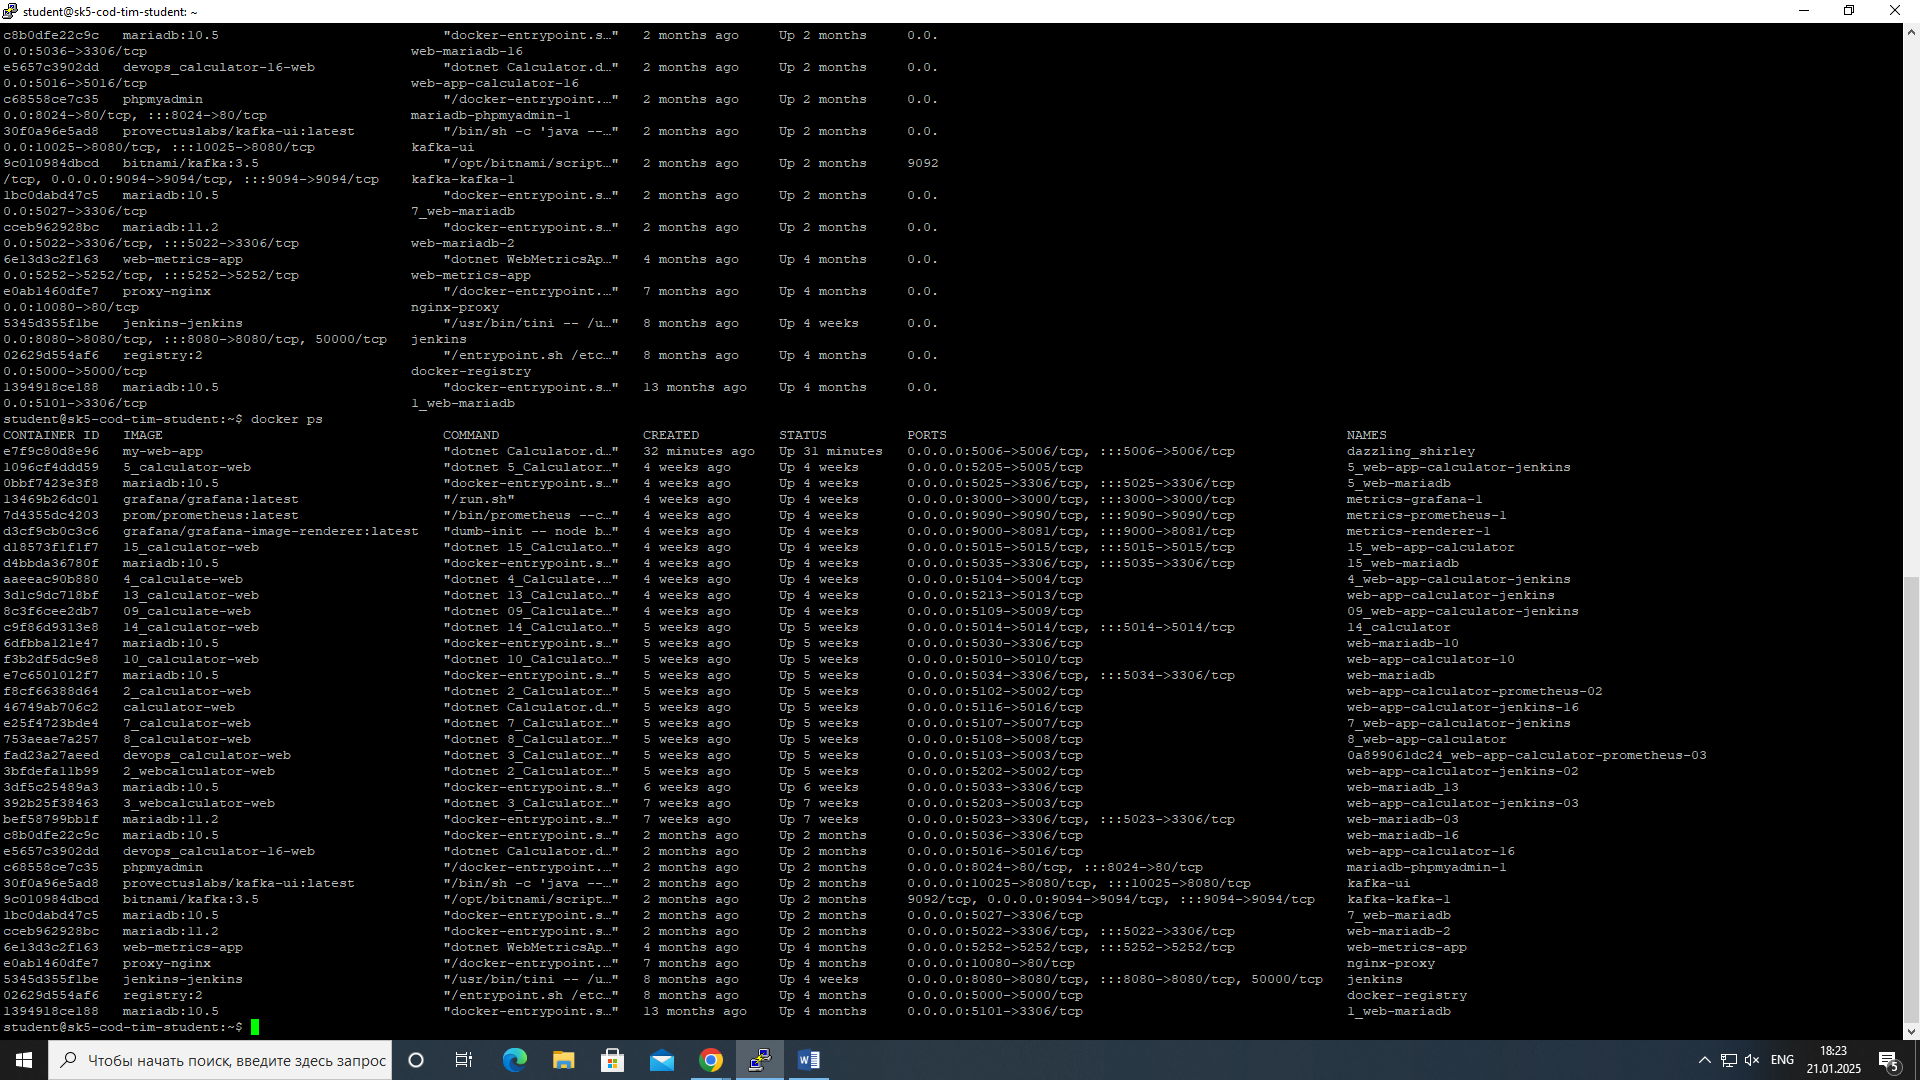 student@sk5-cod-tim-student: ~
c8b0dfe22c9c mariadb:10.5 "docker-entrypoint.s…" 2 months ago Up 2 months 0.0.
0.0:5036->3306/tcp web-mariadb-16
e5657c3902dd devops_calculator-16-web "dotnet Calculator.d…" 2 months ago Up 2 months 0.0.
0.0:5016->5016/tcp web-app-calculator-16
c68558ce7c35 phpmyadmin "/docker-entrypoint.…" 2 months ago Up 2 months 0.0.
0.0:8024->80/tcp, :::8024->80/tcp mariadb-phpmyadmin-1
30f0a96e5ad8 provectuslabs/kafka-ui:latest "/bin/sh -c 'java --…" 2 months ago Up 2 months 0.0.
0.0:10025->8080/tcp, :::10025->8080/tcp kafka-ui
9c010984dbcd bitnami/kafka:3.5 "/opt/bitnami/script…" 2 months ago Up 2 months 9092
/tcp, 0.0.0.0:9094->9094/tcp, :::9094->9094/tcp kafka-kafka-1
1bc0dabd47c5 mariadb:10.5 "docker-entrypoint.s…" 2 months ago Up 2 months 0.0.
0.0:5027->3306/tcp 7_web-mariadb
cceb962928bc mariadb:11.2 "docker-entrypoint.s…" 2 months ago Up 2 months 0.0.
0.0:5022->3306/tcp, :::5022->3306/tcp web-mariadb-2
6e13d3c2f163 web-metrics-app "dotnet WebMetricsAp…" 4 months ago Up 4 months 0.0.
0.0:5252->5252/tcp, :::5252->5252/tcp web-metrics-app
e0ab1460dfe7 proxy-nginx "/docker-entrypoint.…" 7 months ago Up 4 months 0.0.
0.0:10080->80/tcp nginx-proxy
5345d355f1be jenkins-jenkins "/usr/bin/tini -- /u…" 8 months ago Up 4 weeks 0.0.
0.0:8080->8080/tcp, :::8080->8080/tcp, 50000/tcp jenkins
02629d554af6 registry:2 "/entrypoint.sh /etc…" 8 months ago Up 4 months 0.0.
0.0:5000->5000/tcp docker-registry
1394918ce188 mariadb:10.5 "docker-entrypoint.s…" 13 months ago Up 4 months 0.0.
0.0:5101->3306/tcp 1_web-mariadb
student@sk5-cod-tim-student:~$ docker ps
CONTAINER ID IMAGE COMMAND CREATED STATUS PORTS NAMES
e7f9c80d8e96 my-web-app "dotnet Calculator.d…" 32 minutes ago Up 31 minutes 0.0.0.0:5006->5006/tcp, :::5006->5006/tcp dazzling_shirley
1096cf4ddd59 5_calculator-web "dotnet 5_Calculator…" 4 weeks ago Up 4 weeks 0.0.0.0:5205->5005/tcp 5_web-app-calculator-jenkins
0bbf7423e3f8 mariadb:10.5 "docker-entrypoint.s…" 4 weeks ago Up 4 weeks 0.0.0.0:5025->3306/tcp, :::5025->3306/tcp 5_web-mariadb
13469b26dc01 grafana/grafana:latest "/run.sh" 4 weeks ago Up 4 weeks 0.0.0.0:3000->3000/tcp, :::3000->3000/tcp metrics-grafana-1
7d4355dc4203 prom/prometheus:latest "/bin/prometheus --c…" 4 weeks ago Up 4 weeks 0.0.0.0:9090->9090/tcp, :::9090->9090/tcp metrics-prometheus-1
d3cf9cb0c3c6 grafana/grafana-image-renderer:latest "dumb-init -- node b…" 4 weeks ago Up 4 weeks 0.0.0.0:9000->8081/tcp, :::9000->8081/tcp metrics-renderer-1
d18573f1f1f7 15_calculator-web "dotnet 15_Calculato…" 4 weeks ago Up 4 weeks 0.0.0.0:5015->5015/tcp, :::5015->5015/tcp 15_web-app-calculator
d4bbda36780f mariadb:10.5 "docker-entrypoint.s…" 4 weeks ago Up 4 weeks 0.0.0.0:5035->3306/tcp, :::5035->3306/tcp 15_web-mariadb
aaeeac90b880 4_calculate-web "dotnet 4_Calculate.…" 4 weeks ago Up 4 weeks 0.0.0.0:5104->5004/tcp 4_web-app-calculator-jenkins
3d1c9dc718bf 13_calculator-web "dotnet 13_Calculato…" 4 weeks ago Up 4 weeks 0.0.0.0:5213->5013/tcp web-app-calculator-jenkins
8c3f6cee2db7 09_calculate-web "dotnet 09_Calculate…" 4 weeks ago Up 4 weeks 0.0.0.0:5109->5009/tcp 09_web-app-calculator-jenkins
c9f86d9313e8 14_calculator-web "dotnet 14_Calculato…" 5 weeks ago Up 5 weeks 0.0.0.0:5014->5014/tcp, :::5014->5014/tcp 14_calculator
6dfbba121e47 mariadb:10.5 "docker-entrypoint.s…" 5 weeks ago Up 5 weeks 0.0.0.0:5030->3306/tcp web-mariadb-10
f3b2df5dc9e8 10_calculator-web "dotnet 10_Calculato…" 5 weeks ago Up 5 weeks 0.0.0.0:5010->5010/tcp web-app-calculator-10
e7c6501012f7 mariadb:10.5 "docker-entrypoint.s…" 5 weeks ago Up 5 weeks 0.0.0.0:5034->3306/tcp, :::5034->3306/tcp web-mariadb
f8cf66388d64 2_calculator-web "dotnet 2_Calculator…" 5 weeks ago Up 5 weeks 0.0.0.0:5102->5002/tcp web-app-calculator-prometheus-02
46749ab706c2 calculator-web "dotnet Calculator.d…" 5 weeks ago Up 5 weeks 0.0.0.0:5116->5016/tcp web-app-calculator-jenkins-16
e25f4723bde4 7_calculator-web "dotnet 7_Calculator…" 5 weeks ago Up 5 weeks 0.0.0.0:5107->5007/tcp 7_web-app-calculator-jenkins
753aeae7a257 8_calculator-web "dotnet 8_Calculator…" 5 weeks ago Up 5 weeks 0.0.0.0:5108->5008/tcp 8_web-app-calculator
fad23a27aeed devops_calculator-web "dotnet 3_Calculator…" 5 weeks ago Up 5 weeks 0.0.0.0:5103->5003/tcp 0a899061dc24_web-app-calculator-prometheus-03
3bfdefa11b99 2_webcalculator-web "dotnet 2_Calculator…" 5 weeks ago Up 5 weeks 0.0.0.0:5202->5002/tcp web-app-calculator-jenkins-02
3df5c25489a3 mariadb:10.5 "docker-entrypoint.s…" 6 weeks ago Up 6 weeks 0.0.0.0:5033->3306/tcp web-mariadb_13
392b25f38463 3_webcalculator-web "dotnet 3_Calculator…" 7 weeks ago Up 7 weeks 0.0.0.0:5203->5003/tcp web-app-calculator-jenkins-03
bef58799bb1f mariadb:11.2 "docker-entrypoint.s…" 7 weeks ago Up 7 weeks 0.0.0.0:5023->3306/tcp, :::5023->3306/tcp web-mariadb-03
c8b0dfe22c9c mariadb:10.5 "docker-entrypoint.s…" 2 months ago Up 2 months 0.0.0.0:5036->3306/tcp web-mariadb-16
e5657c3902dd devops_calculator-16-web "dotnet Calculator.d…" 2 months ago Up 2 months 0.0.0.0:5016->5016/tcp web-app-calculator-16
c68558ce7c35 phpmyadmin "/docker-entrypoint.…" 2 months ago Up 2 months 0.0.0.0:8024->80/tcp, :::8024->80/tcp mariadb-phpmyadmin-1
30f0a96e5ad8 provectuslabs/kafka-ui:latest "/bin/sh -c 'java --…" 2 months ago Up 2 months 0.0.0.0:10025->8080/tcp, :::10025->8080/tcp kafka-ui
9c010984dbcd bitnami/kafka:3.5 "/opt/bitnami/script…" 2 months ago Up 2 months 9092/tcp, 0.0.0.0:9094->9094/tcp, :::9094->9094/tcp kafka-kafka-1
1bc0dabd47c5 mariadb:10.5 "docker-entrypoint.s…" 2 months ago Up 2 months 0.0.0.0:5027->3306/tcp 7_web-mariadb
cceb962928bc mariadb:11.2 "docker-entrypoint.s…" 2 months ago Up 2 months 0.0.0.0:5022->3306/tcp, :::5022->3306/tcp web-mariadb-2
6e13d3c2f163 web-metrics-app "dotnet WebMetricsAp…" 4 months ago Up 4 months 0.0.0.0:5252->5252/tcp, :::5252->5252/tcp web-metrics-app
e0ab1460dfe7 proxy-nginx "/docker-entrypoint.…" 7 months ago Up 4 months 0.0.0.0:10080->80/tcp nginx-proxy
5345d355f1be jenkins-jenkins "/usr/bin/tini -- /u…" 8 months ago Up 4 weeks 0.0.0.0:8080->8080/tcp, :::8080->8080/tcp, 50000/tcp jenkins
02629d554af6 registry:2 "/entrypoint.sh /etc…" 8 months ago Up 4 months 0.0.0.0:5000->5000/tcp docker-registry
1394918ce188 mariadb:10.5 "docker-entrypoint.s…" 13 months ago Up 4 months 0.0.0.0:5101->3306/tcp 1_web-mariadb
student@sk5-cod-tim-student:~$
Чтобы начать поиск, введите здесь запрос
ENG
18:23
21.01.2025
5